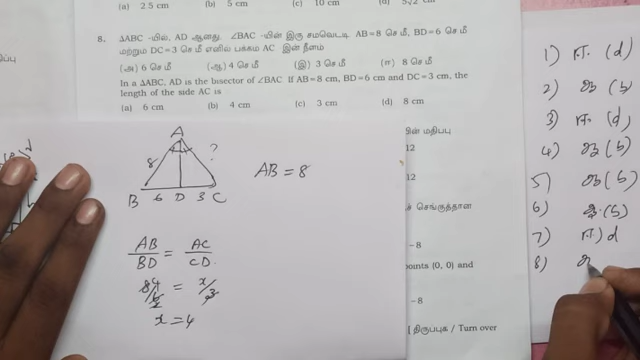 (a) 2.5 cm (b) 5 cm (c) 10 cm (d) 5√2 cm
8. ΔABC -யின், AD ஆனது. ∠BAC -யின் இரு சமவெட்டி. AB=8 செ.மீ, BD=6 செ.மீ
மற்றும் DC=3 செ.மீ எனில் பக்கம் AC இன் நீளம்
(அ) 6 செ.மீ (ஆ) 4 செ.மீ (இ) 3 செ.மீ (ஈ) 8 செ.மீ
In a ΔABC, AD is the bisector of ∠BAC If AB=8 cm, BD=6 cm and DC=3 cm, the
length of the side AC is
(a) 6 cm (b) 4 cm (c) 3 cm (d) 8 cm
யின் மதிப்பு
12
12
செங்குத்தான
-8
points (0, 0) and
-8
திருப்புக / Turn over
A
8 ?
B 6 D 3 C
AB = 8
AB/BD = AC/CD.
84/6 = x/3
x = 4
1) ஈ. (d)
2) ஆ (b)
3) ஈ. (d)
4) ஆ (b)
5) ஆ (b)
6) ஆ. (b)
7) ஈ.) d
8) ஆ